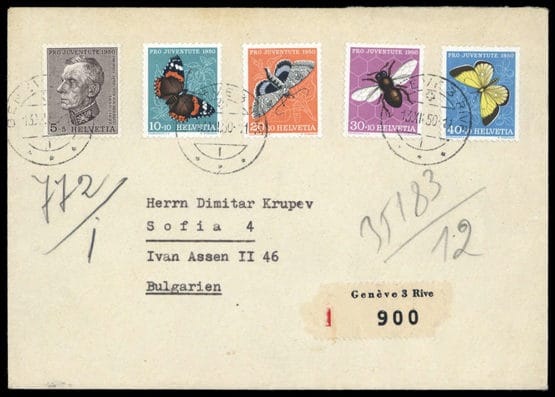 PRO JUVENTUTE 1950
5+5 HELVETIA
PRO JUVENTUTE 1950
10+10 HELVETIA
PRO JUVENTUTE 1950
20+10 HELVETIA
PRO JUVENTUTE 1950
30+10 HELVETIA
PRO JUVENTUTE 1950
40+10 HELVETIA
772/1
35183/12
Herrn Dimitar Krupev
Sofia 4
Ivan Assen II 46
Bulgarien
Genève 3 Rive
900